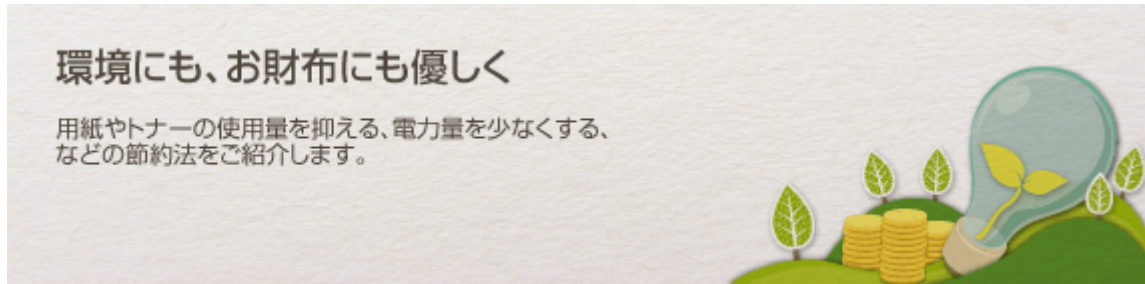 環境にも、お財布にも優しく
用紙やトナーの使用量を抑える、電力量を少なくする、
などの節約法をご紹介します。